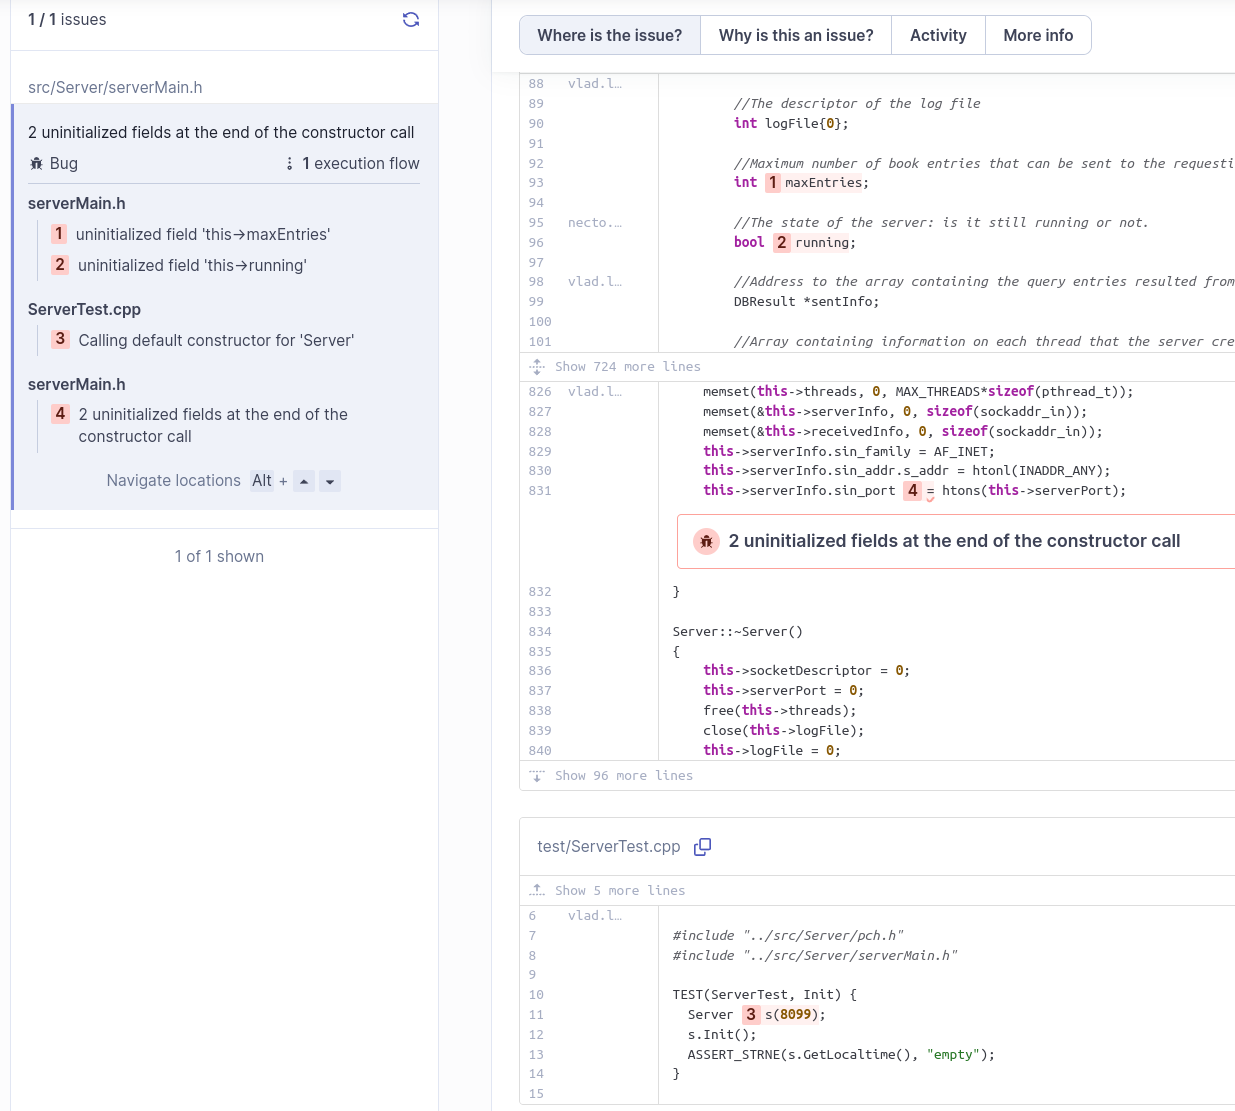 1 / 1 issues
src/Server/serverMain.h
2 uninitialized fields at the end of the constructor call
Bug
1 execution flow
serverMain.h
1 uninitialized field 'this->maxEntries'
2 uninitialized field 'this->running'
ServerTest.cpp
3 Calling default constructor for 'Server'
serverMain.h
4 2 uninitialized fields at the end of the
constructor call
Navigate locations Alt +
1 of 1 shown
Where is the issue? Why is this an issue? Activity More info
88 vlad.l…
89 //The descriptor of the log file
90 int logFile{0};
91
92 //Maximum number of book entries that can be sent to the requesti
93 int 1 maxEntries;
94
95 necto.… //The state of the server: is it still running or not.
96 bool 2 running;
97
98 vlad.l… //Address to the array containing the query entries resulted from
99 DBResult *sentInfo;
100
101 //Array containing information on each thread that the server cre
Show 724 more lines
826 vlad.l… memset(this->threads, 0, MAX_THREADS*sizeof(pthread_t));
827 memset(&this->serverInfo, 0, sizeof(sockaddr_in));
828 memset(&this->receivedInfo, 0, sizeof(sockaddr_in));
829 this->serverInfo.sin_family = AF_INET;
830 this->serverInfo.sin_addr.s_addr = htonl(INADDR_ANY);
831 this->serverInfo.sin_port 4 = htons(this->serverPort);
2 uninitialized fields at the end of the constructor call
832 }
833
834 Server::~Server()
835 {
836 this->socketDescriptor = 0;
837 this->serverPort = 0;
838 free(this->threads);
839 close(this->logFile);
840 this->logFile = 0;
Show 96 more lines
test/ServerTest.cpp
Show 5 more lines
6 vlad.l…
7 #include "../src/Server/pch.h"
8 #include "../src/Server/serverMain.h"
9
10 TEST(ServerTest, Init) {
11 Server 3 s(8099);
12 s.Init();
13 ASSERT_STRNE(s.GetLocaltime(), "empty");
14 }
15